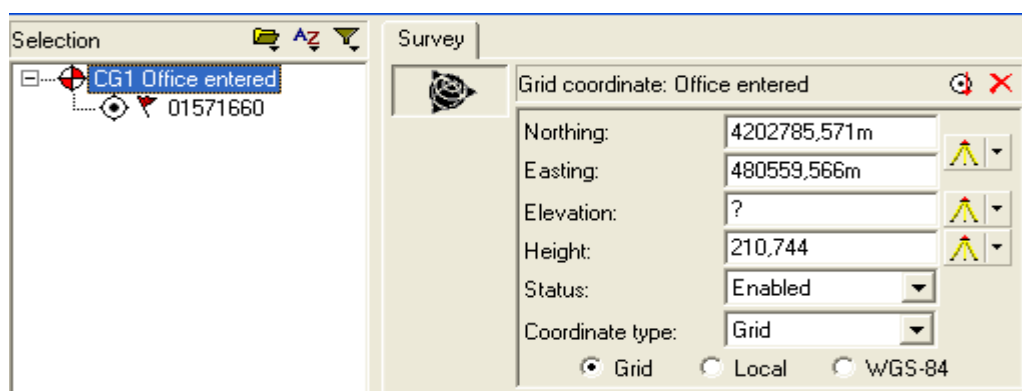 Selection AZ Survey
CG1 Office entered
01571660
Grid coordinate: Office entered
Northing: 4202785,571m
Easting: 480559,566m
Elevation: ?
Height: 210,744
Status: Enabled
Coordinate type: Grid
Grid Local WGS-84